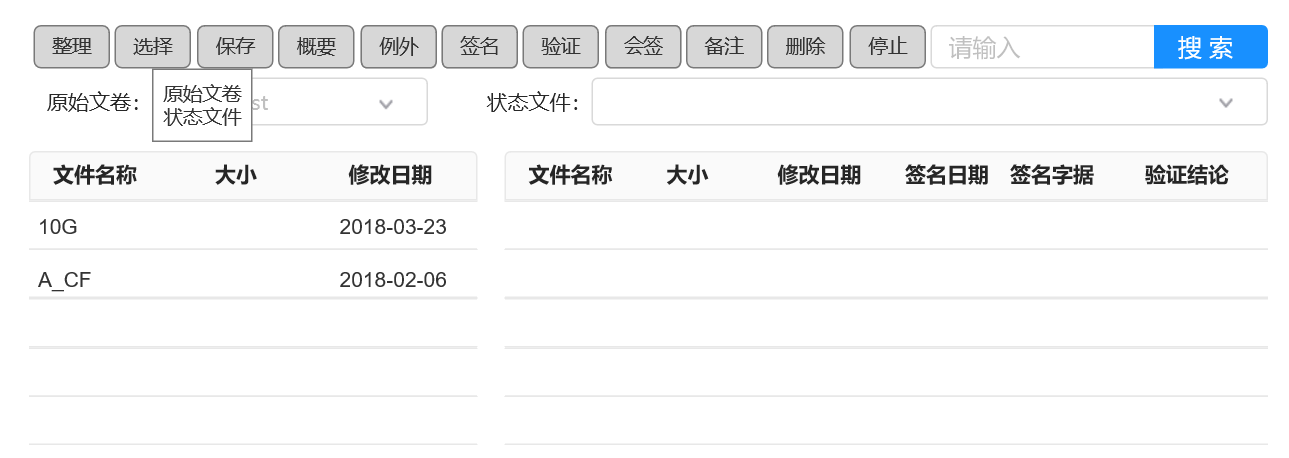 整理 选择 保存 概要 例外 签名 验证 会签 备注 删除 停止 请输入 搜 索
原始文卷: st 状态文件:
原始文卷
状态文件
文件名称 大小 修改日期 文件名称 大小 修改日期 签名日期 签名字据 验证结论
10G 2018-03-23
A_CF 2018-02-06